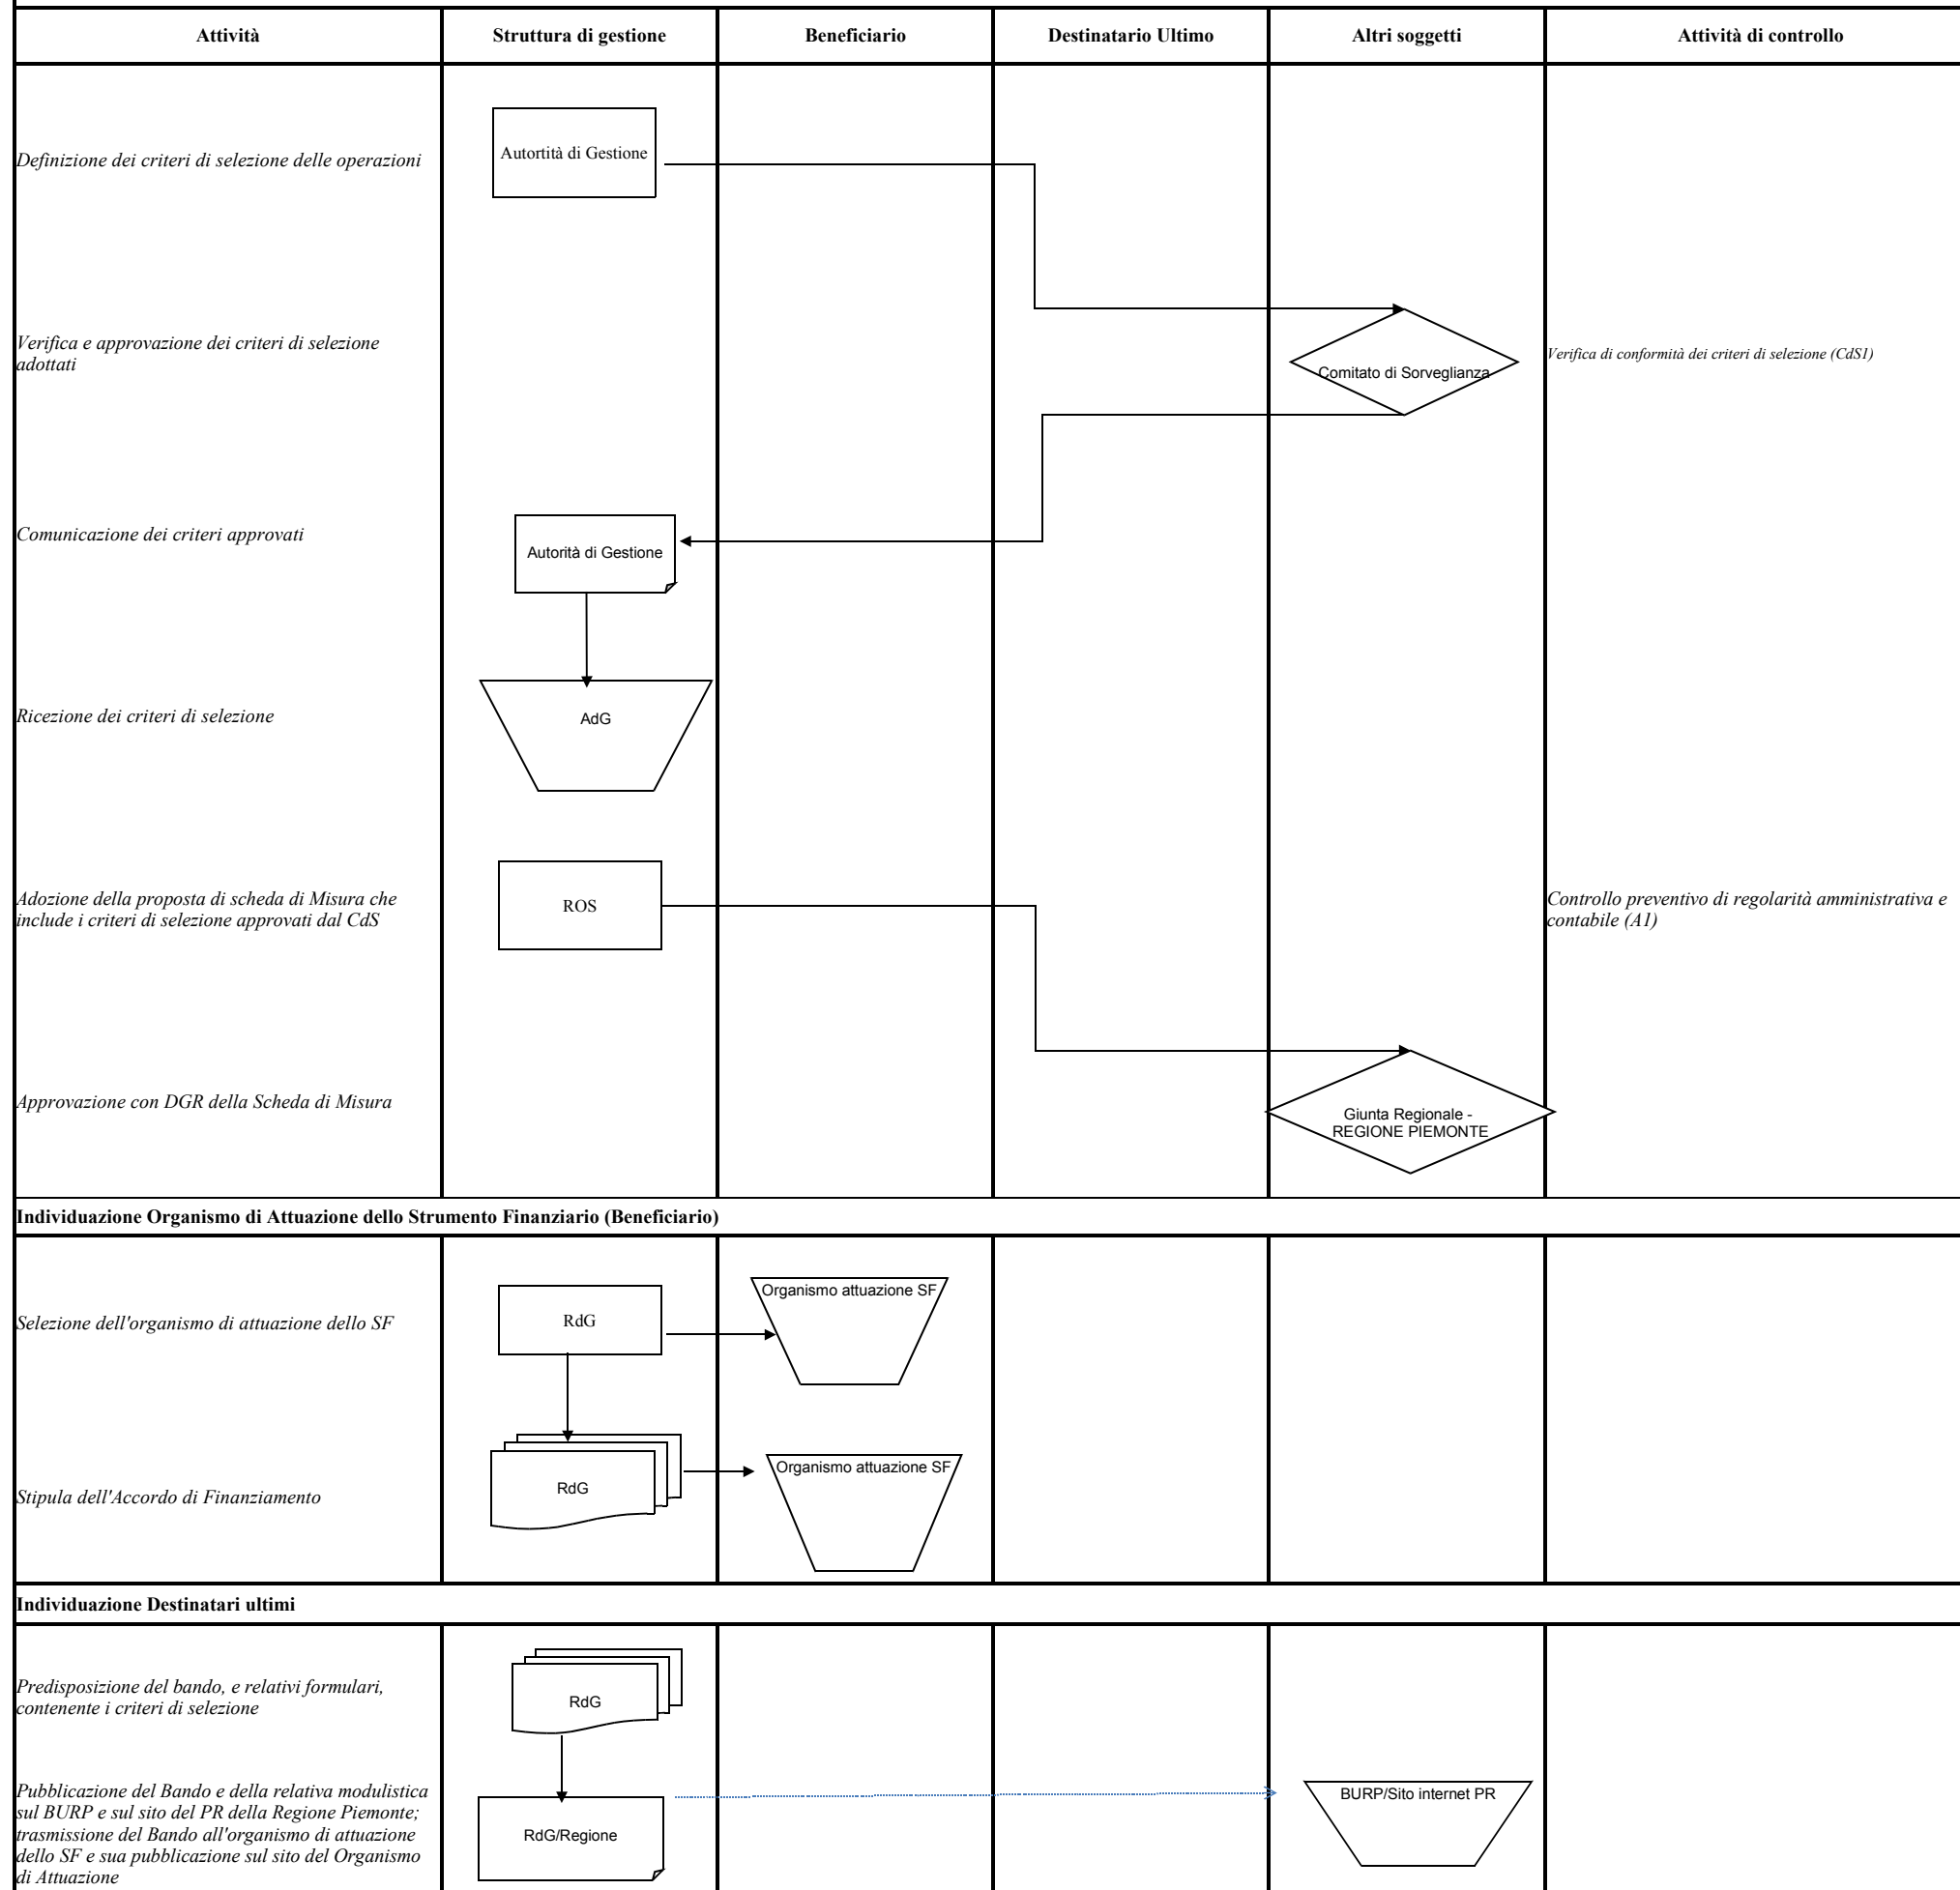 Attività
Struttura di gestione
Beneficiario
Destinatario Ultimo
Altri soggetti
Attività di controllo
Definizione dei criteri di selezione delle operazioni
Autortità di Gestione
Verifica e approvazione dei criteri di selezione
adottati
Comitato di Sorveglianza
Verifica di conformità dei criteri di selezione (CdS1)
Comunicazione dei criteri approvati
Autorità di Gestione
Ricezione dei criteri di selezione
AdG
Adozione della proposta di scheda di Misura che
include i criteri di selezione approvati dal CdS
ROS
Controllo preventivo di regolarità amministrativa e
contabile (A1)
Approvazione con DGR della Scheda di Misura
Giunta Regionale -
REGIONE PIEMONTE
Individuazione Organismo di Attuazione dello Strumento Finanziario (Beneficiario)
Selezione dell'organismo di attuazione dello SF
RdG
Organismo attuazione SF
Stipula dell'Accordo di Finanziamento
RdG
Organismo attuazione SF
Individuazione Destinatari ultimi
Predisposizione del bando, e relativi formulari,
contenente i criteri di selezione
RdG
Pubblicazione del Bando e della relativa modulistica
sul BURP e sul sito del PR della Regione Piemonte;
trasmissione del Bando all'organismo di attuazione
dello SF e sua pubblicazione sul sito del Organismo
di Attuazione
RdG/Regione
BURP/Sito internet PR